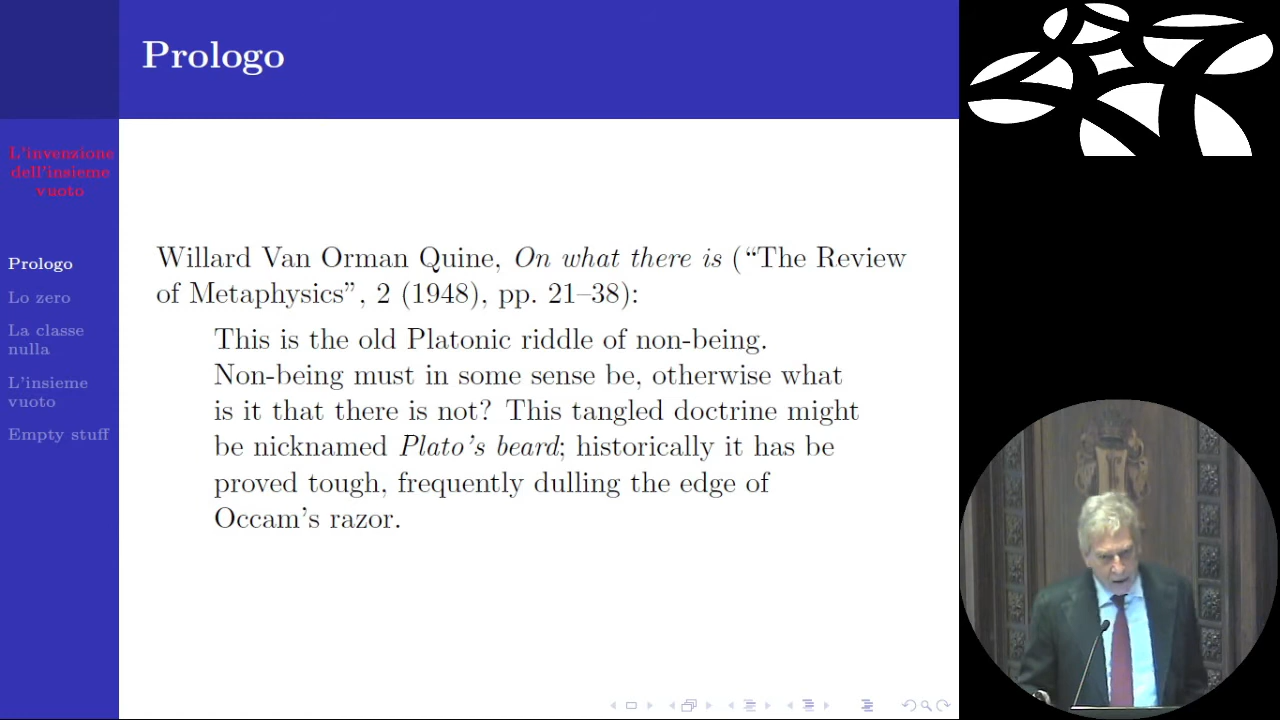 Prologo
L'invenzione
dell'insieme
vuoto
Prologo
Lo zero
La classe
nulla
L'insieme
vuoto
Empty stuff
Willard Van Orman Quine, On what there is (“The Review
of Metaphysics”, 2 (1948), pp. 21–38):
This is the old Platonic riddle of non-being.
Non-being must in some sense be, otherwise what
is it that there is not? This tangled doctrine might
be nicknamed Plato's beard; historically it has be
proved tough, frequently dulling the edge of
Occam's razor.